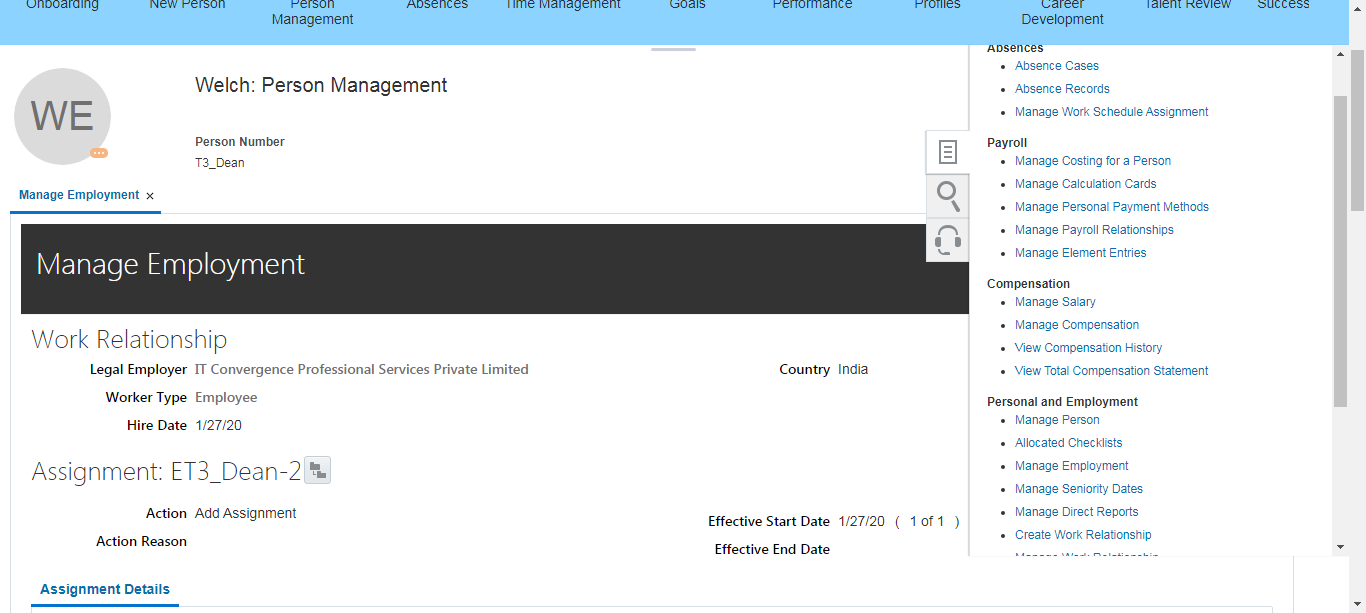 Onboarding
New Person
Person Management
Absences
Time Management
Goals
Performance
Profiles
Career Development
Talent Review
Success
WE
Welch: Person Management
Person Number
T3_Dean
Manage Employment ×
Manage Employment
Work Relationship
Legal Employer IT Convergence Professional Services Private Limited
Country India
Worker Type Employee
Hire Date 1/27/20
Assignment: ET3_Dean-2
Action Add Assignment
Effective Start Date 1/27/20 ( 1 of 1 )
Action Reason
Effective End Date
Assignment Details
Absences
Absence Cases
Absence Records
Manage Work Schedule Assignment
Payroll
Manage Costing for a Person
Manage Calculation Cards
Manage Personal Payment Methods
Manage Payroll Relationships
Manage Element Entries
Compensation
Manage Salary
Manage Compensation
View Compensation History
View Total Compensation Statement
Personal and Employment
Manage Person
Allocated Checklists
Manage Employment
Manage Seniority Dates
Manage Direct Reports
Create Work Relationship
Manage Work Relationship